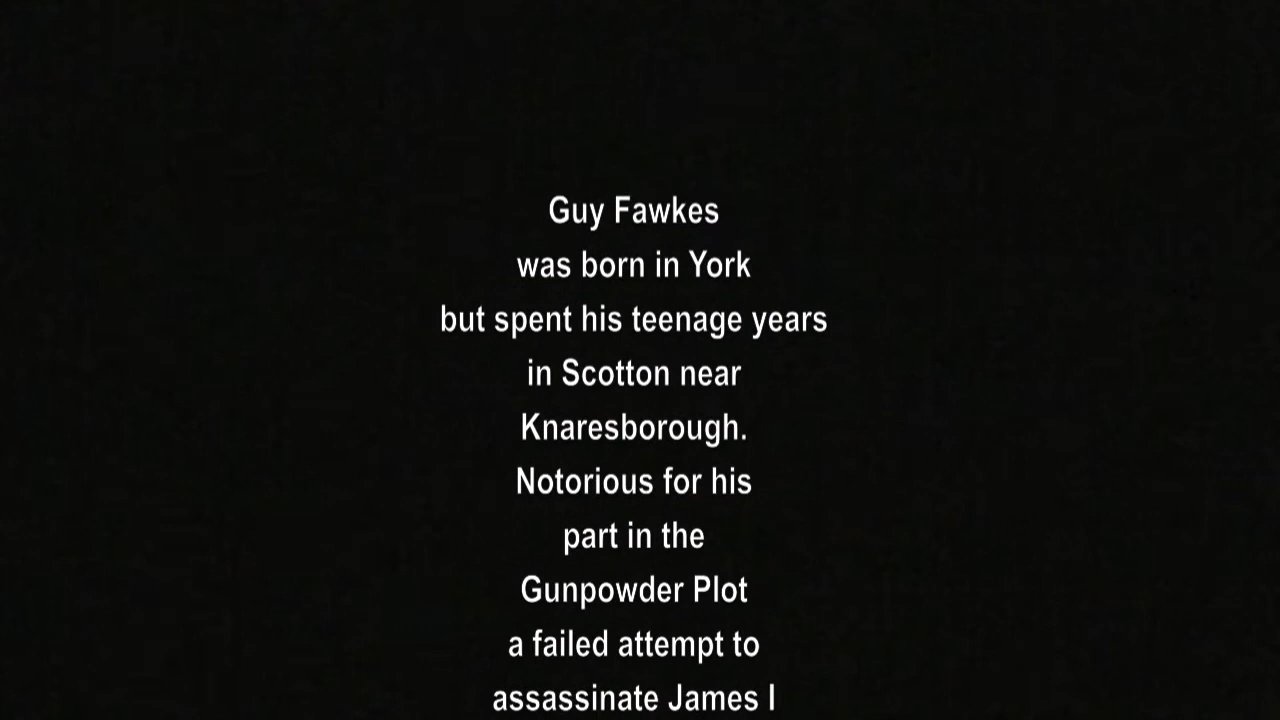 Guy Fawkes
was born in York
but spent his teenage years
in Scotton near
Knaresborough.
Notorious for his
part in the
Gunpowder Plot
a failed attempt to
assassinate James I